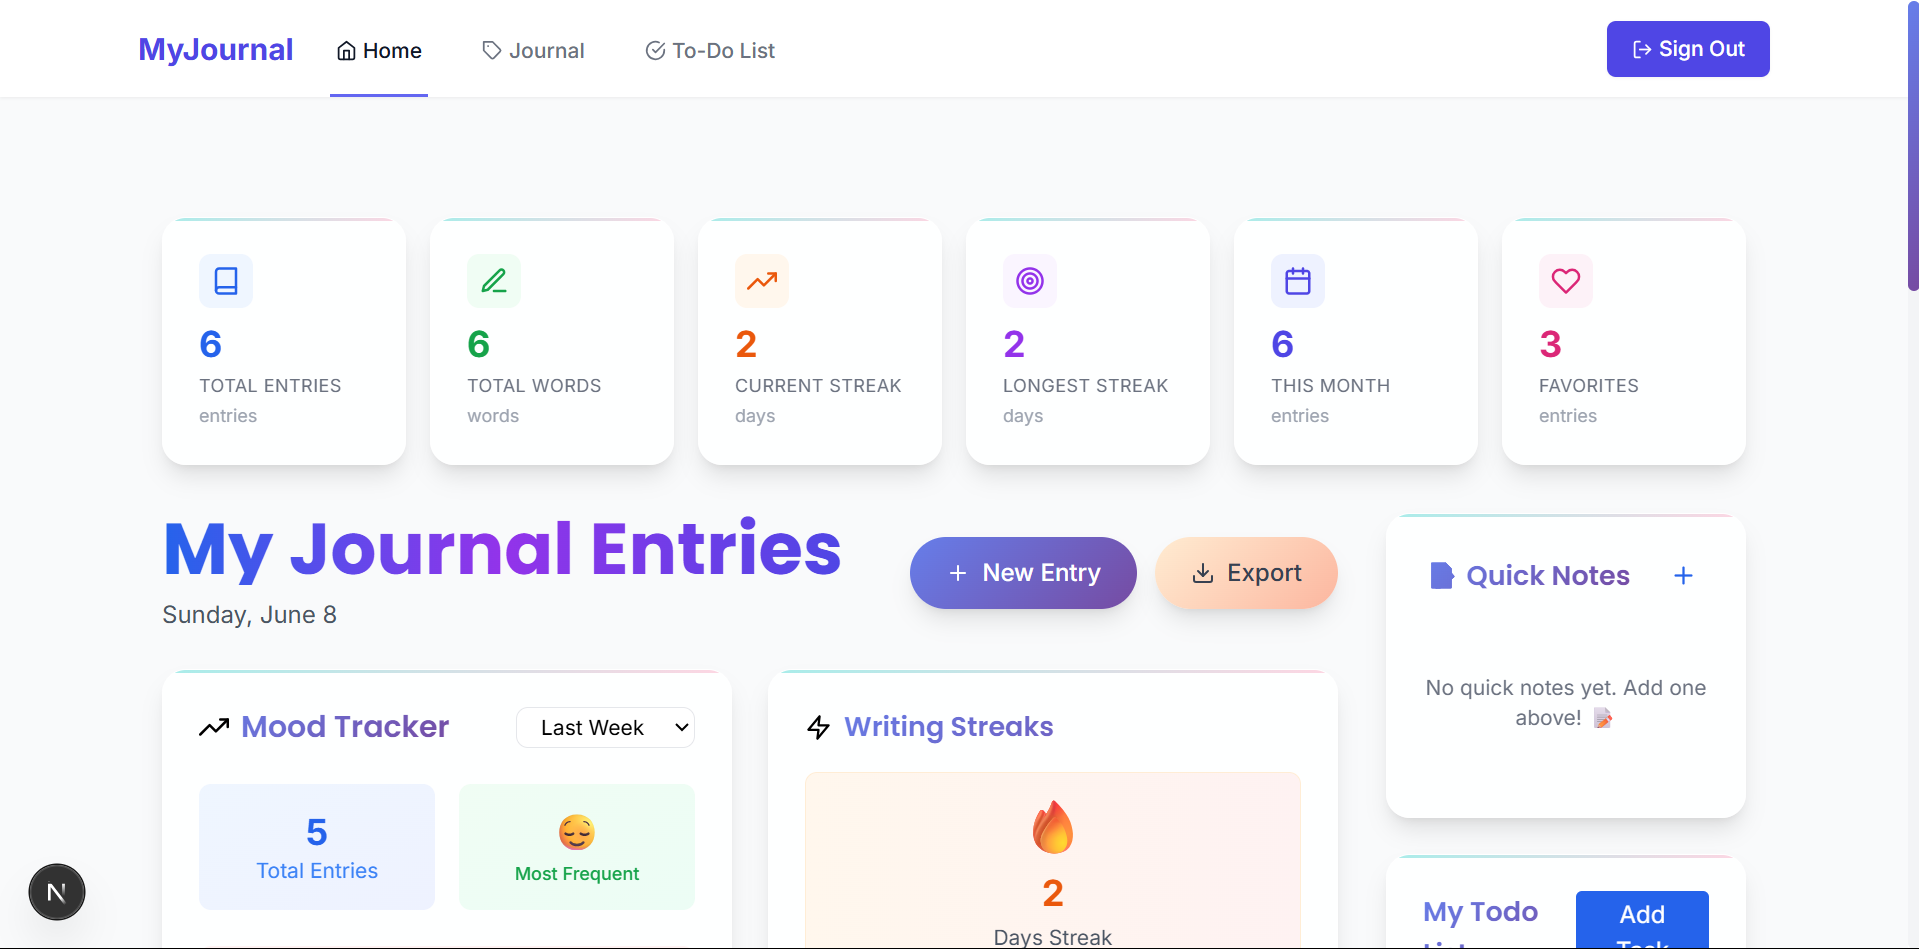 MyJournal
Home
Journal
To-Do List
Sign Out
6
TOTAL ENTRIES
entries
6
TOTAL WORDS
words
2
CURRENT STREAK
days
2
LONGEST STREAK
days
6
THIS MONTH
entries
3
FAVORITES
entries
My Journal Entries
Sunday, June 8
New Entry
Export
Quick Notes
No quick notes yet. Add one
above!
Mood Tracker
Last Week
5
Total Entries
Most Frequent
Writing Streaks
2
Days Streak
My Todo
List
Add
Task
N